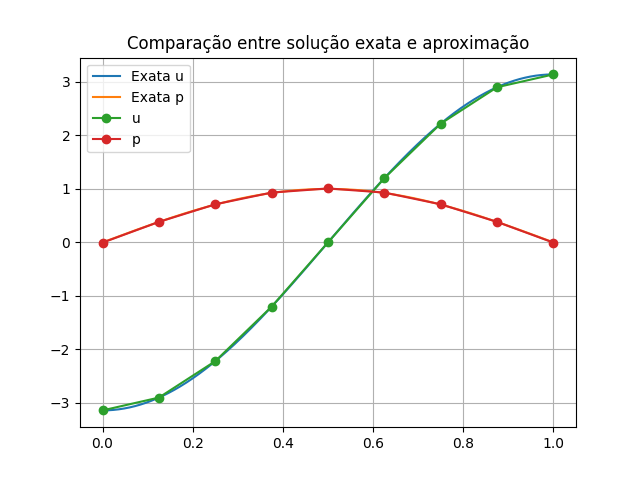 Comparação entre solução exata e aproximação
Exata u
Exata p
u
p
3
2
1
0
−1
−2
−3
0.0 0.2 0.4 0.6 0.8 1.0